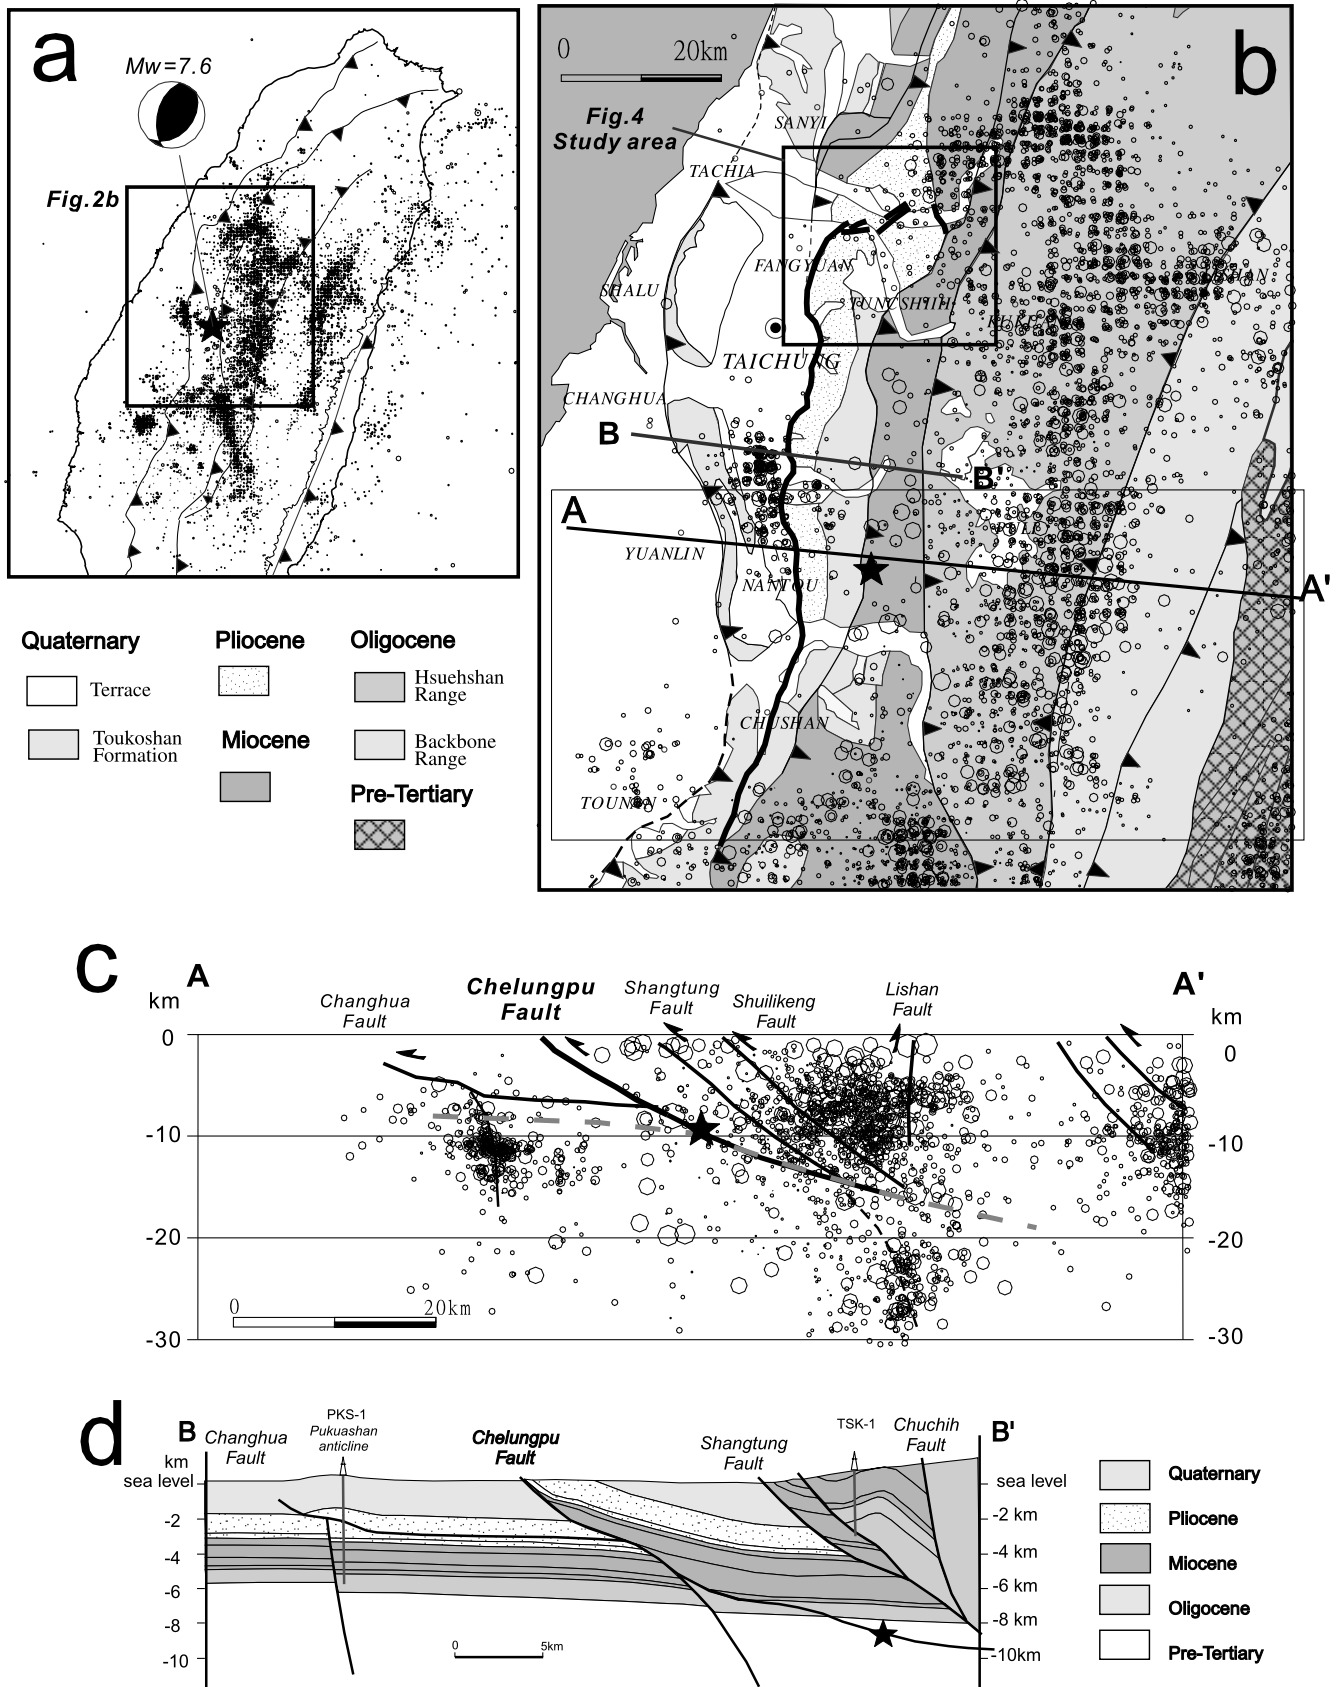 a
Mw=7.6
Fig.2b
b
0 20km
Fig.4
Study area
SANYI
TACHIA
FANGYUAN
SHALU
TUNGSHIH
TAICHUNG
CHANGHUA
B
B'
A
YUANLIN
PULI
NANTOU
A'
CHUSHAN
TOUNAN
Quaternary
Terrace
Toukoshan
Formation
Pliocene
Miocene
Oligocene
Hsuehshan
Range
Backbone
Range
Pre-Tertiary
c
A
A'
km
Changhua
Fault
Chelungpu
Fault
Shangtung
Fault
Shuilikeng
Fault
Lishan
Fault
km
0
0
-10
-10
-20
-20
-30
-30
0 20km
d
B
B'
Changhua
Fault
PKS-1
Pukuashan
anticline
Chelungpu
Fault
Shangtung
Fault
TSK-1
Chuchih
Fault
km
sea level
-2
-4
-6
-8
-10
sea level
-2 km
-4 km
-6 km
-8 km
-10km
0 5km
Quaternary
Pliocene
Miocene
Oligocene
Pre-Tertiary